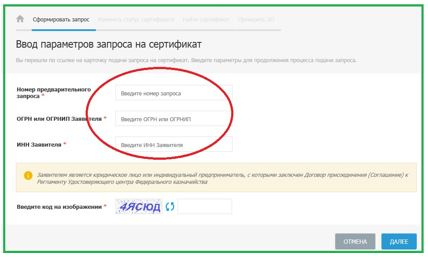 Сформировать запрос Изменить статус сертификата Найти сертификат Проверить ЭП
Ввод параметров запроса на сертификат
Вы перешли по ссылке на карточку подачи запроса на сертификат. Введите параметры для продолжения процесса подачи запроса.
Номер предварительного
запроса * Введите номер запроса
ОГРН или ОГРНИП Заявителя * Введите ОГРН или ОГРНИП
ИНН Заявителя * Введите ИНН Заявителя
Заявителем является юридическое лицо или индивидуальный предприниматель, с которыми заключен Договор присоединения (Соглашение) к
Регламенту Удостоверяющего центра Федерального казначейства
Введите код на изображении * 4ЯСЮД
ОТМЕНА ДАЛЕЕ